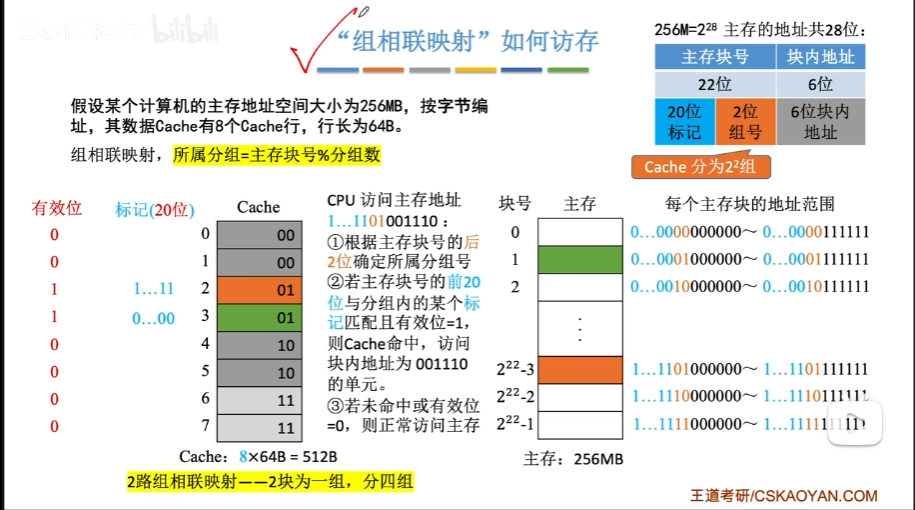 bilibili
“组相联映射”如何访存
256M=2²⁸ 主存的地址共28位：
主存块号 块内地址
22位 6位
20位标记 2位组号 6位块内地址
Cache 分为2²组
假设某个计算机的主存地址空间大小为256MB，按字节编
址，其数据Cache有8个Cache行，行长为64B。
组相联映射，所属分组=主存块号%分组数
有效位 标记(20位) Cache
0 0 00
0 1 00
1 1…11 2 01
1 0…00 3 01
0 4 10
0 5 10
0 6 11
0 7 11
Cache：8×64B = 512B
2路组相联映射——2块为一组，分四组
CPU 访问主存地址
1…1101001110：
①根据主存块号的后
2位确定所属分组号
②若主存块号的前20
位与分组内的某个标
记匹配且有效位=1，
则Cache命中，访问
块内地址为 001110
的单元。
③若未命中或有效位
=0，则正常访问主存
块号 主存 每个主存块的地址范围
0 0…0000000000～ 0…0000111111
1 0…0001000000～ 0…0001111111
2 0…0010000000～ 0…0010111111
⋮
2²²-3 1…1101000000～ 1…1101111111
2²²-2 1…1110000000～ 1…1110111111
2²²-1 1…1111000000～ 1…1111111111
主存：256MB
王道考研/CSKAOYAN.COM